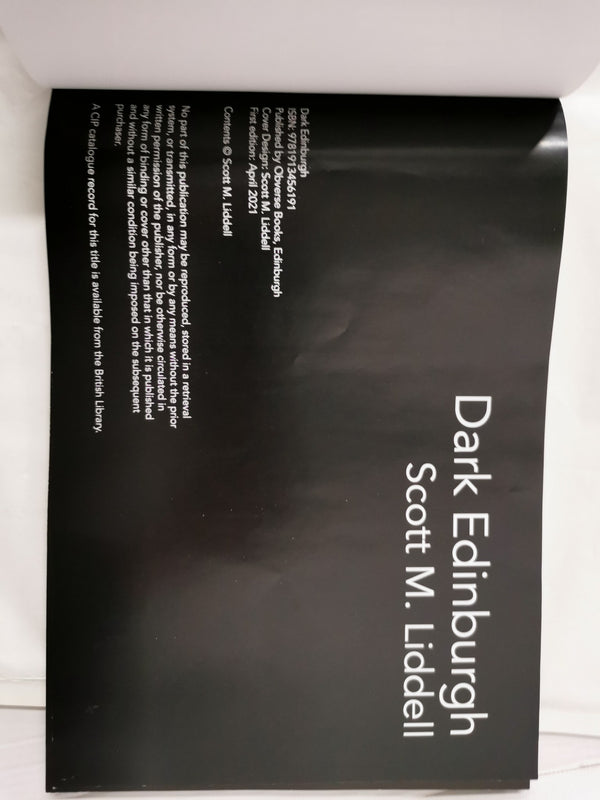 Dark Edinburgh
Scott M. Liddell
Dark Edinburgh
ISBN: 9781913456191
Published by Obverse Books, Edinburgh
Cover Design: Scott M. Liddell
First edition: April 2021
Contents © Scott M. Liddell
No part of this publication may be reproduced, stored in a retrieval
system, or transmitted, in any form or by any means without the prior
written permission of the publisher, nor be otherwise circulated in
any form of binding or cover other than that in which it is published
and without a similar condition being imposed on the subsequent
purchaser.
A CIP catalogue record for this title is available from the British Library.